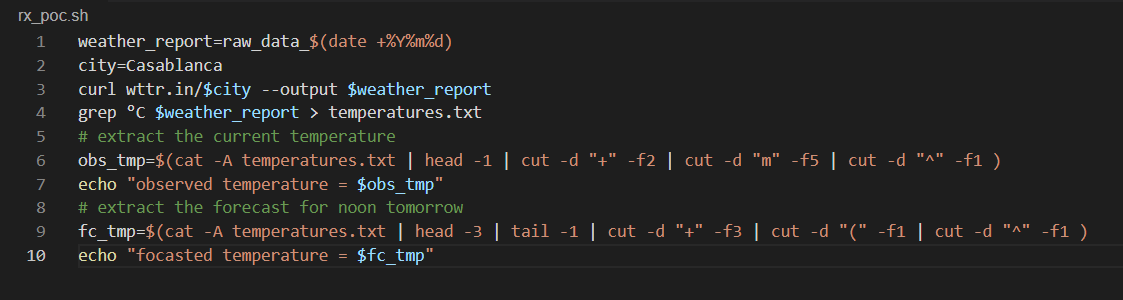 rx_poc.sh
1 weather_report=raw_data_$(date +%Y%m%d)
2 city=Casablanca
3 curl wttr.in/$city --output $weather_report
4 grep °C $weather_report > temperatures.txt
5 # extract the current temperature
6 obs_tmp=$(cat -A temperatures.txt | head -1 | cut -d "+" -f2 | cut -d "m" -f5 | cut -d "^" -f1 )
7 echo "observed temperature = $obs_tmp"
8 # extract the forecast for noon tomorrow
9 fc_tmp=$(cat -A temperatures.txt | head -3 | tail -1 | cut -d "+" -f3 | cut -d "(" -f1 | cut -d "^" -f1 )
10 echo "focasted temperature = $fc_tmp"